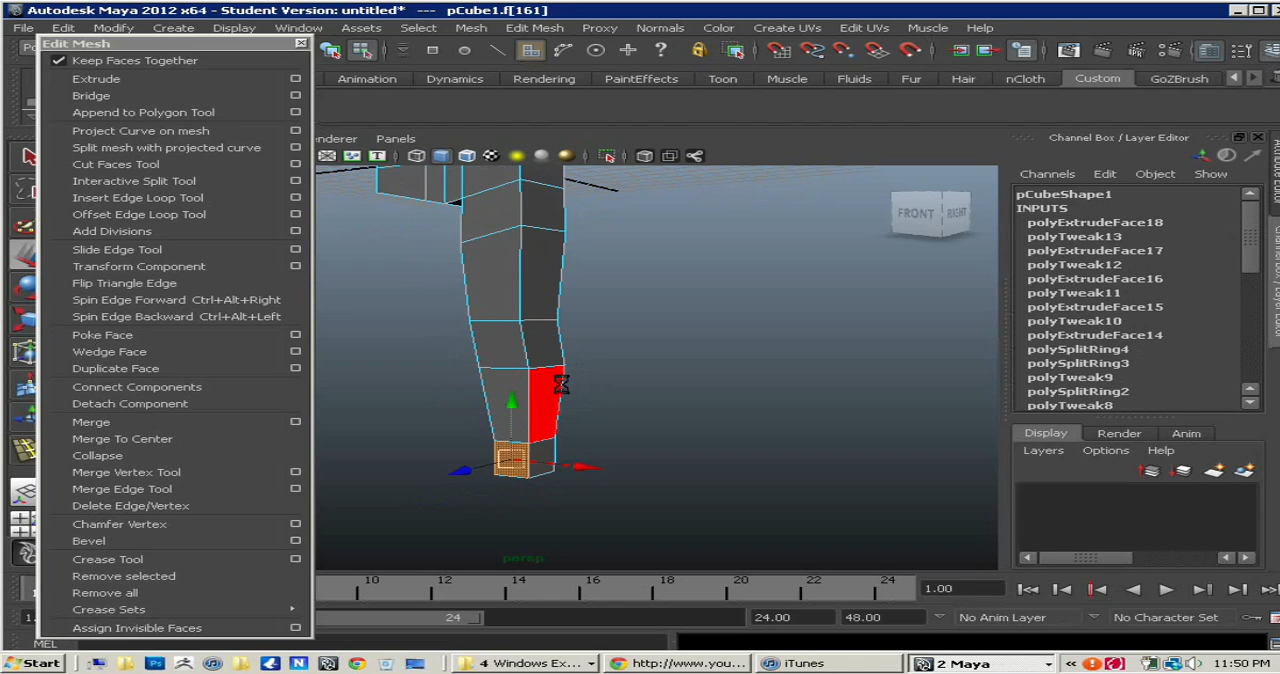 Autodesk Maya 2012 x64 - Student Version: untitled* --- pCube1.f[161]
File Edit Modify Create Display Window Assets Select Mesh Edit Mesh Proxy Normals Color Create UVs Edit UVs Muscle Help
Animation Dynamics Rendering PaintEffects Toon Muscle Fluids Fur Hair nCloth Custom GoZBrush
Edit Mesh
Keep Faces Together
Extrude
Bridge
Append to Polygon Tool
Project Curve on mesh
Split mesh with projected curve
Cut Faces Tool
Interactive Split Tool
Insert Edge Loop Tool
Offset Edge Loop Tool
Add Divisions
Slide Edge Tool
Transform Component
Flip Triangle Edge
Spin Edge Forward Ctrl+Alt+Right
Spin Edge Backward Ctrl+Alt+Left
Poke Face
Wedge Face
Duplicate Face
Connect Components
Detach Component
Merge
Merge To Center
Collapse
Merge Vertex Tool
Merge Edge Tool
Delete Edge/Vertex
Chamfer Vertex
Bevel
Crease Tool
Remove selected
Remove all
Crease Sets
Assign Invisible Faces
enderer Panels
FRONT RIGHT
persp
Channel Box / Layer Editor
Channels Edit Object Show
pCubeShape1
INPUTS
polyExtrudeFace18
polyTweak13
polyExtrudeFace17
polyTweak12
polyExtrudeFace16
polyTweak11
polyExtrudeFace15
polyTweak10
polyExtrudeFace14
polySplitRing4
polySplitRing3
polyTweak9
polySplitRing2
polyTweak8
Display Render Anim
Layers Options Help
10 12 14 16 18 20 22 24 1.00
24 24.00 48.00 No Anim Layer No Character Set
MEL
Start 4 Windows Ex... http://www.you... iTunes 2 Maya 11:50 PM